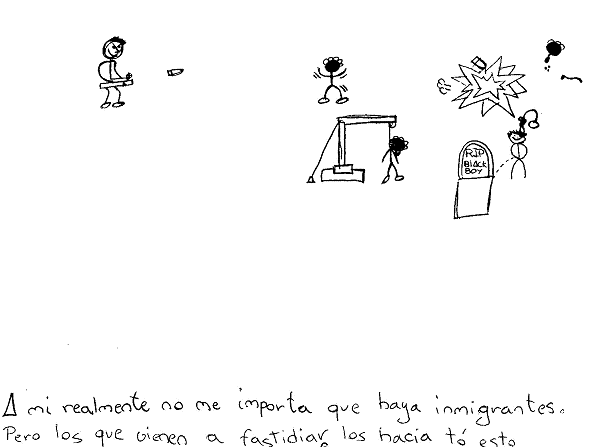 RIP
BLACK
BOY
A mi realmente no me importa que haya inmigrantes.
Pero los que vienen a fastidiar los hacia tó esto